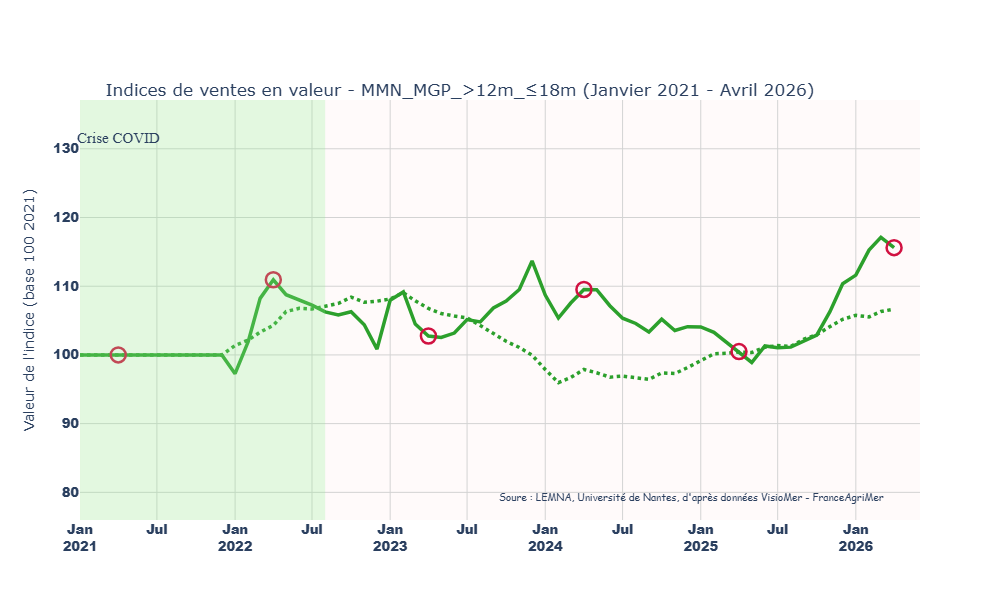 Indices de ventes en valeur - MMN_MGP_>12m_≤18m (Janvier 2021 - Avril 2026)
Crise COVID
Valeur de l'indice (base 100 2021)
130
120
110
100
90
80
Soure : LEMNA, Université de Nantes, d'après données VisioMer - FranceAgriMer
Jan Jul Jan Jul Jan Jul Jan Jul Jan Jul Jan
2021 2022 2023 2024 2025 2026